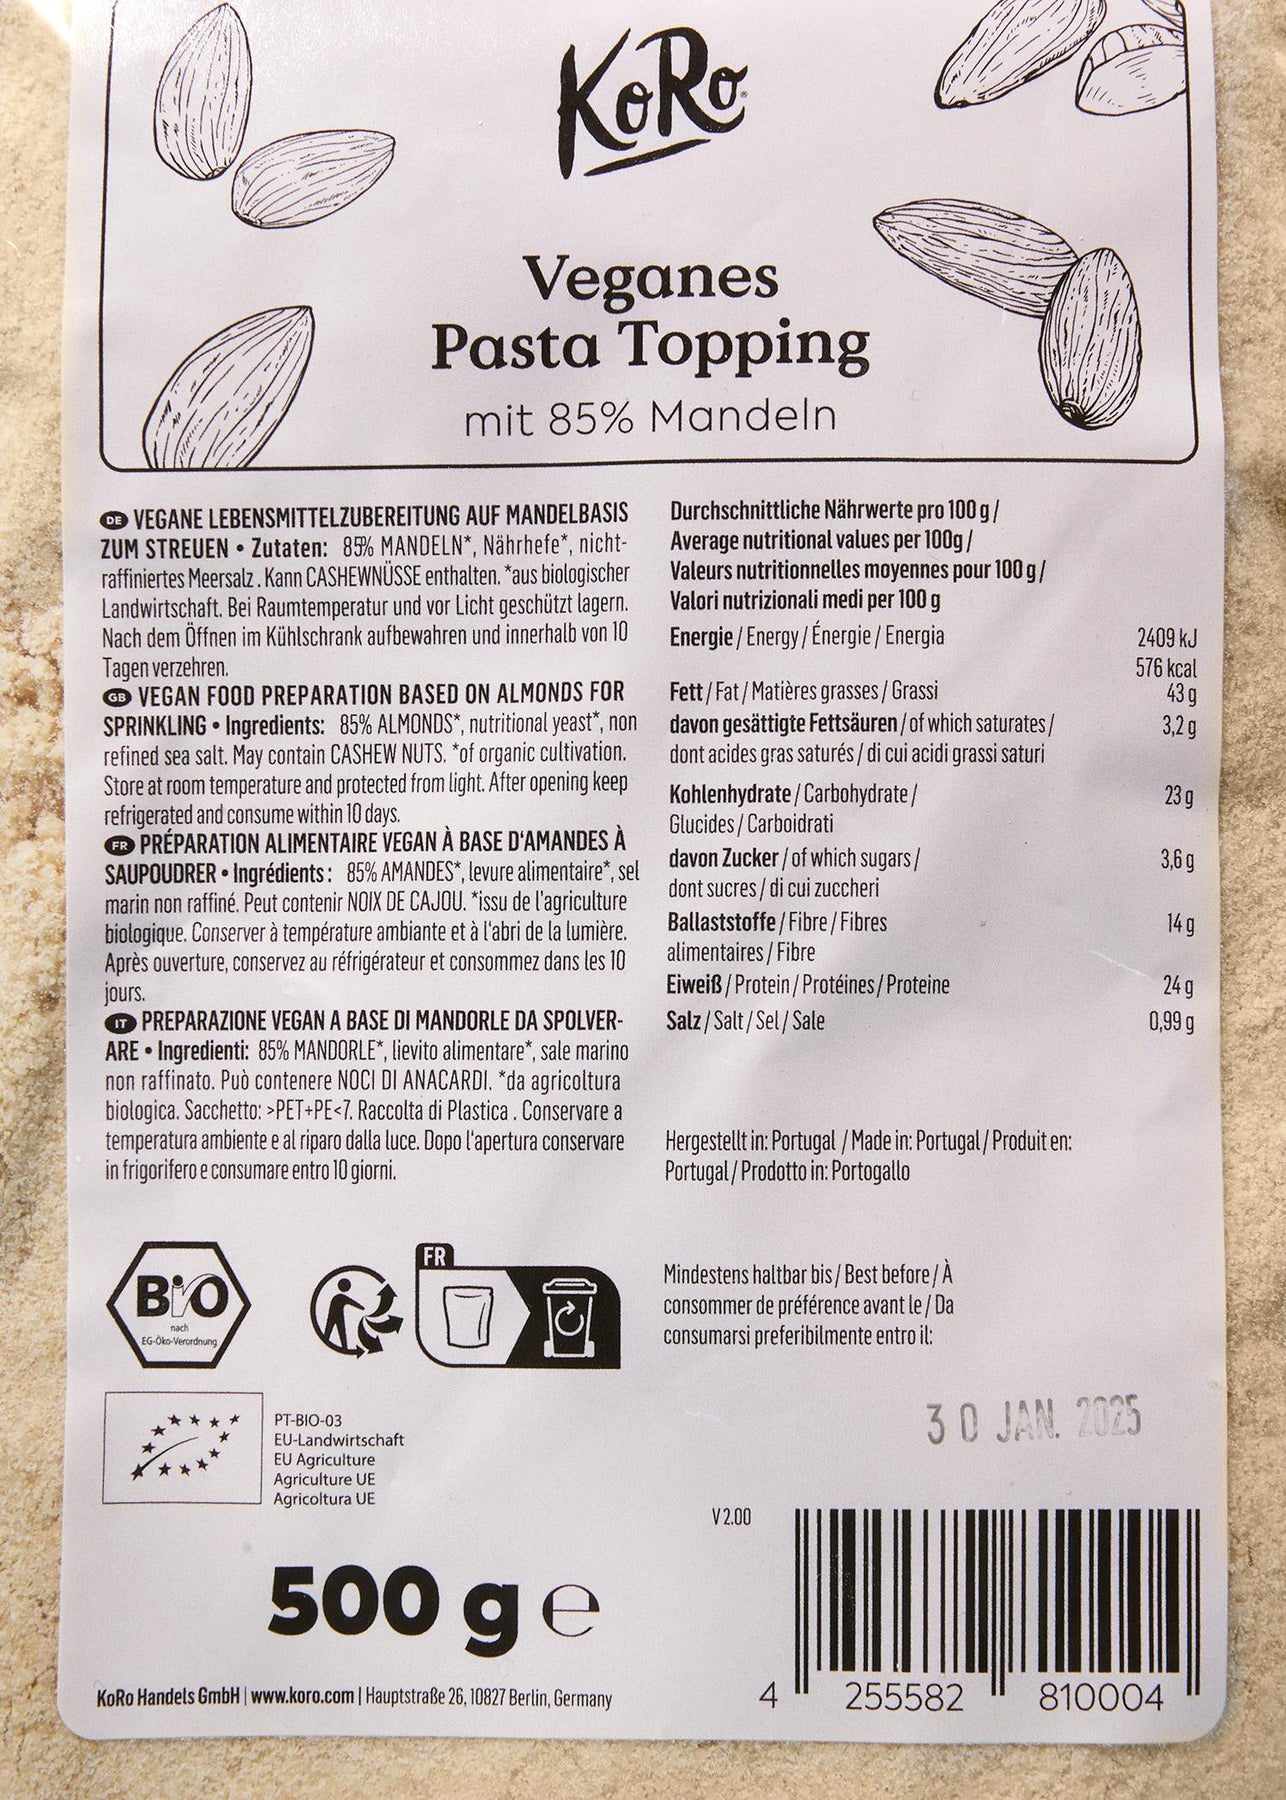 KoRo
Veganes
Pasta Topping
mit 85% Mandeln
DE VEGANE LEBENSMITTELZUBEREITUNG AUF MANDELBASIS
ZUM STREUEN • Zutaten: 85% MANDELN*, Nährhefe*, nicht-
raffiniertes Meersalz . Kann CASHEWNÜSSE enthalten. *aus biologischer
Landwirtschaft. Bei Raumtemperatur und vor Licht geschützt lagern.
Nach dem Öffnen im Kühlschrank aufbewahren und innerhalb von 10
Tagen verzehren.
GB VEGAN FOOD PREPARATION BASED ON ALMONDS FOR
SPRINKLING • Ingredients: 85% ALMONDS*, nutritional yeast*, non
refined sea salt. May contain CASHEW NUTS. *of organic cultivation.
Store at room temperature and protected from light. After opening keep
refrigerated and consume within 10 days.
FR PRÉPARATION ALIMENTAIRE VEGAN À BASE D'AMANDES À
SAUPOUDRER • Ingrédients : 85% AMANDES*, levure alimentaire*, sel
marin non raffiné. Peut contenir NOIX DE CAJOU. *issu de l'agriculture
biologique. Conserver à température ambiante et à l'abri de la lumière.
Après ouverture, conservez au réfrigérateur et consommez dans les 10
jours.
IT PREPARAZIONE VEGAN A BASE DI MANDORLE DA SPOLVER-
ARE • Ingredienti: 85% MANDORLE*, lievito alimentare*, sale marino
non raffinato. Può contenere NOCI DI ANACARDI. *da agricoltura
biologica. Sacchetto: >PET+PE<7. Raccolta di Plastica . Conservare a
temperatura ambiente e al riparo dalla luce. Dopo l'apertura conservare
in frigorifero e consumare entro 10 giorni.
Durchschnittliche Nährwerte pro 100 g /
Average nutritional values per 100g /
Valeurs nutritionnelles moyennes pour 100 g /
Valori nutrizionali medi per 100 g
Energie / Energy / Énergie / Energia 2409 kJ
576 kcal
Fett / Fat / Matières grasses / Grassi 43 g
davon gesättigte Fettsäuren / of which saturates / 3,2 g
dont acides gras saturés / di cui acidi grassi saturi
Kohlenhydrate / Carbohydrate / 23 g
Glucides / Carboidrati
davon Zucker / of which sugars / 3,6 g
dont sucres / di cui zuccheri
Ballaststoffe / Fibre / Fibres 14 g
alimentaires / Fibre
Eiweiß / Protein / Protéines / Proteine 24 g
Salz / Salt / Sel / Sale 0,99 g
Hergestellt in: Portugal / Made in: Portugal / Produit en:
Portugal / Prodotto in: Portogallo
BiO
nach
EG-Öko-Verordnung
FR
Mindestens haltbar bis / Best before / À
consommer de préférence avant le / Da
consumarsi preferibilmente entro il:
30 JAN. 2025
PT-BIO-03
EU-Landwirtschaft
EU Agriculture
Agriculture UE
Agricoltura UE
V 2.00
500 g e
KoRo Handels GmbH | www.koro.com | Hauptstraße 26, 10827 Berlin, Germany
4 255582 810004